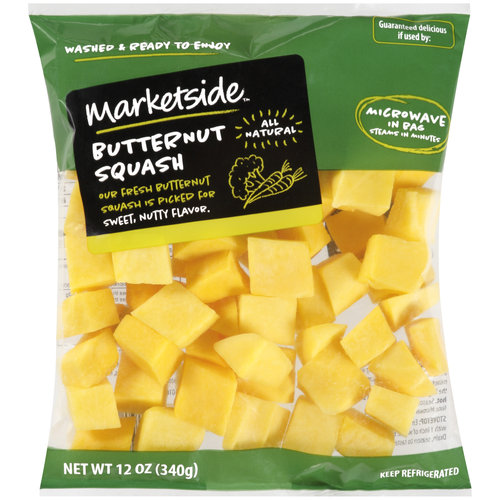 Guaranteed delicious
if used by:
WASHED & READY TO ENJOY
Marketside™
BUTTERNUT
SQUASH
ALL
NATURAL
OUR FRESH BUTTERNUT
SQUASH IS PICKED FOR
SWEET, NUTTY FLAVOR.
MICROWAVE
IN BAG
STEAMS IN MINUTES
NET WT 12 OZ (340g)
KEEP REFRIGERATED